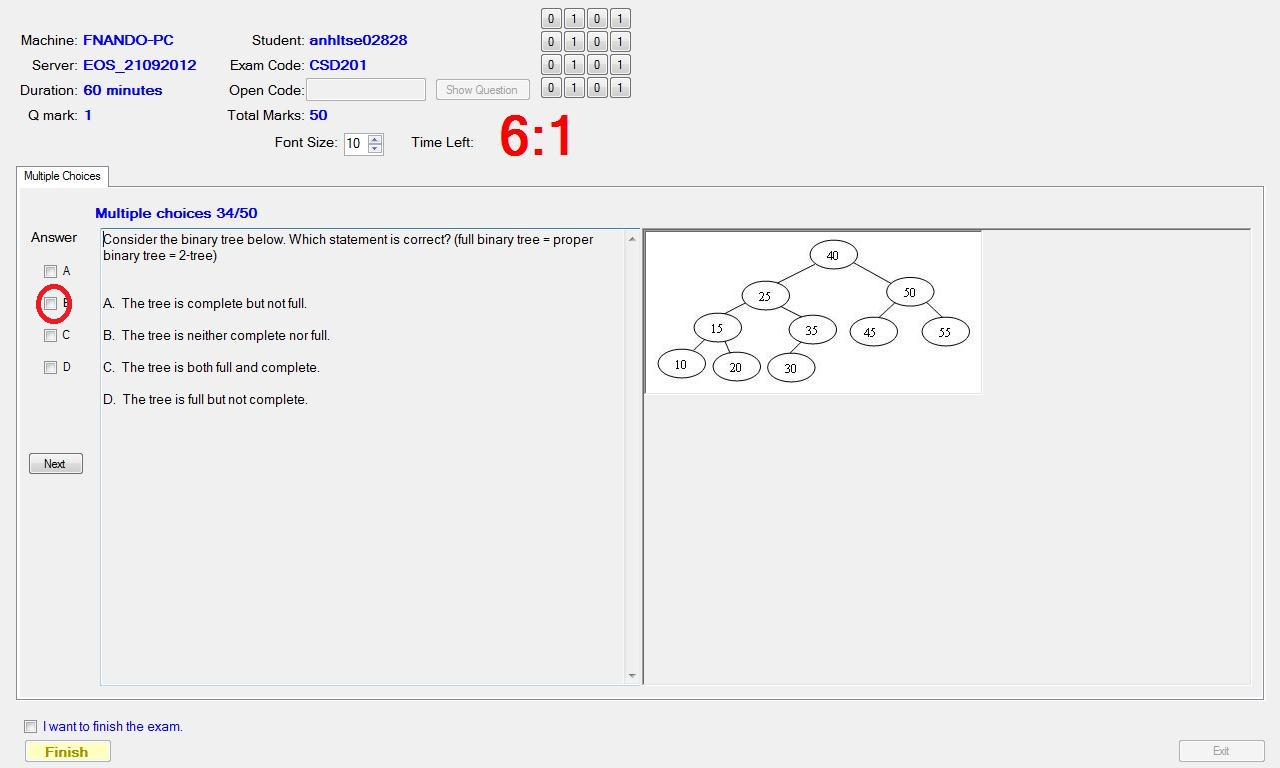 Machine: FNANDO-PC Student: anhltse02828
Server: EOS_21092012 Exam Code: CSD201
Duration: 60 minutes Open Code: Show Question
Q mark: 1 Total Marks: 50
0 1 0 1
0 1 0 1
0 1 0 1
0 1 0 1
Font Size: 10 Time Left: 6:1
Multiple Choices
Multiple choices 34/50
Answer
A
B
C
D
Next
Consider the binary tree below. Which statement is correct? (full binary tree = proper
binary tree = 2-tree)
A. The tree is complete but not full.
B. The tree is neither complete nor full.
C. The tree is both full and complete.
D. The tree is full but not complete.
40
25 50
15 35 45 55
10 20 30
I want to finish the exam.
Finish
Exit